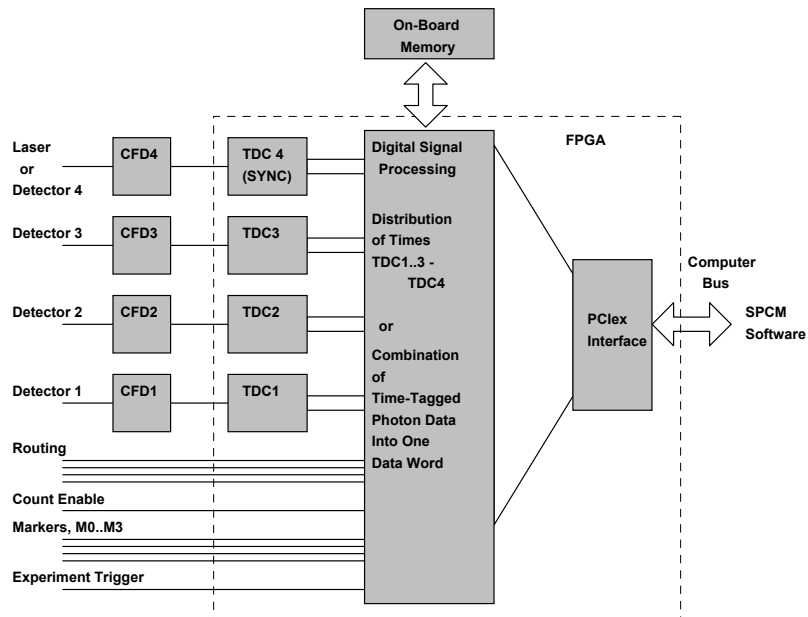 On-Board
Memory
FPGA
Laser
or
Detector 4
CFD4
TDC 4
(SYNC)
Digital Signal
Processing
Detector 3
CFD3
TDC3
Distribution
of Times
TDC1..3 -
TDC4
Computer
Bus
Detector 2
CFD2
TDC2
or
PCIex
Interface
SPCM
Software
Detector 1
CFD1
TDC1
Combination
of
Time-Tagged
Photon Data
Into One
Data Word
Routing
Count Enable
Markers, M0..M3
Experiment Trigger